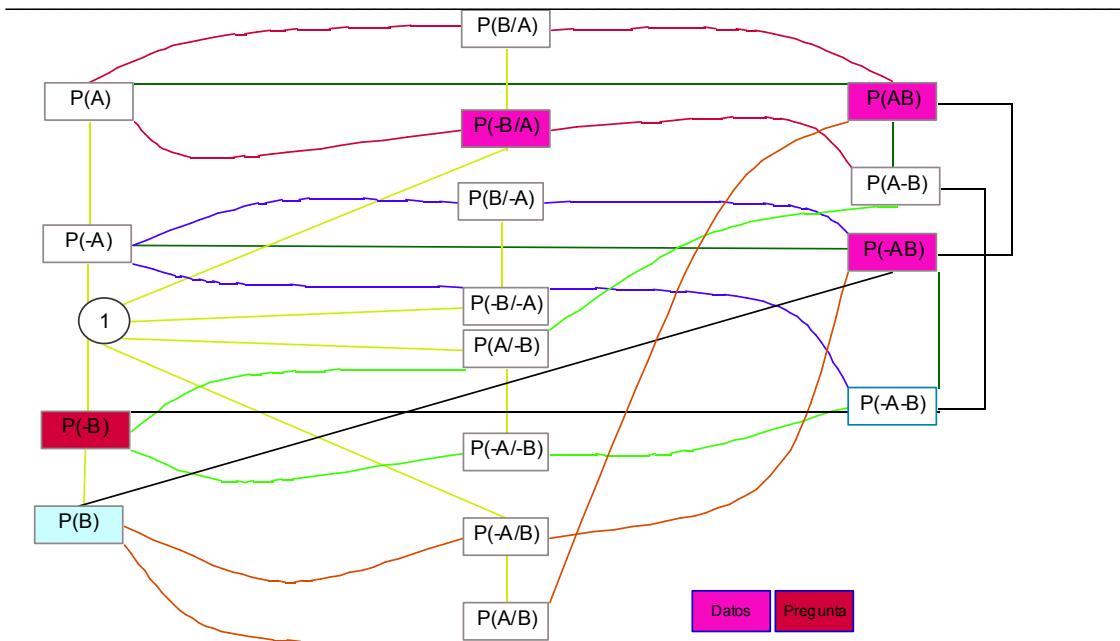 P(B/A)
P(A)
P(AB)
P(-B/A)
P(A-B)
P(B/-A)
P(-A)
P(-AB)
P(-B/-A)
1
P(A/-B)
P(-A-B)
P(-B)
P(-A/-B)
P(B)
P(-A/B)
P(A/B)
Datos
Pregunta